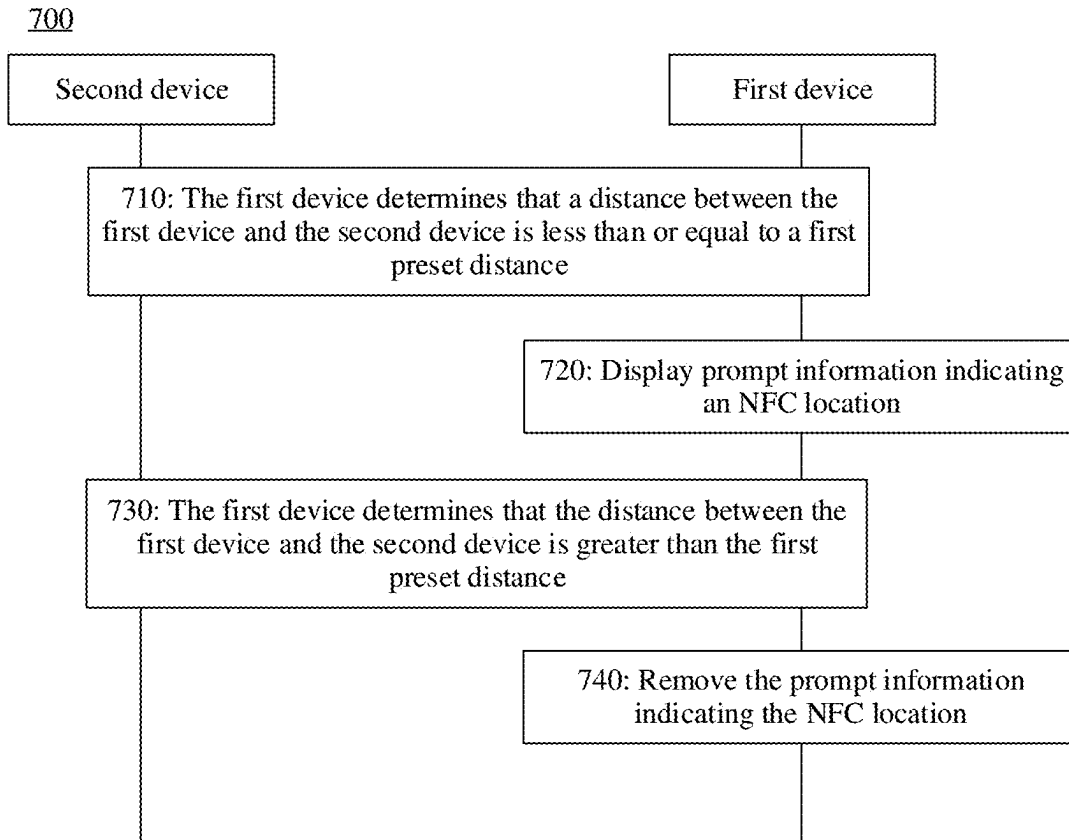 700
Second device
First device
710: The first device determines that a distance between the
first device and the second device is less than or equal to a first
preset distance
720: Display prompt information indicating
an NFC location
730: The first device determines that the distance between the
first device and the second device is greater than the first
preset distance
740: Remove the prompt information
indicating the NFC location